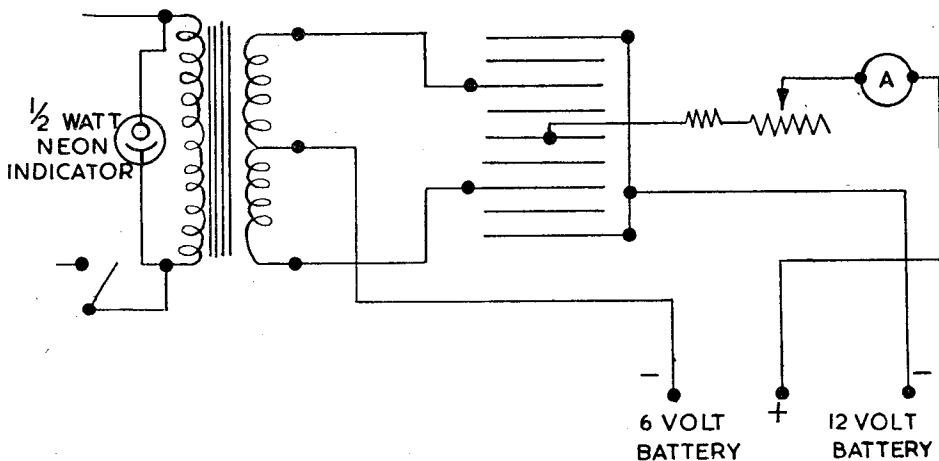 ½ WATT
NEON
INDICATOR
A
−
+
−
6 VOLT
BATTERY
12 VOLT
BATTERY